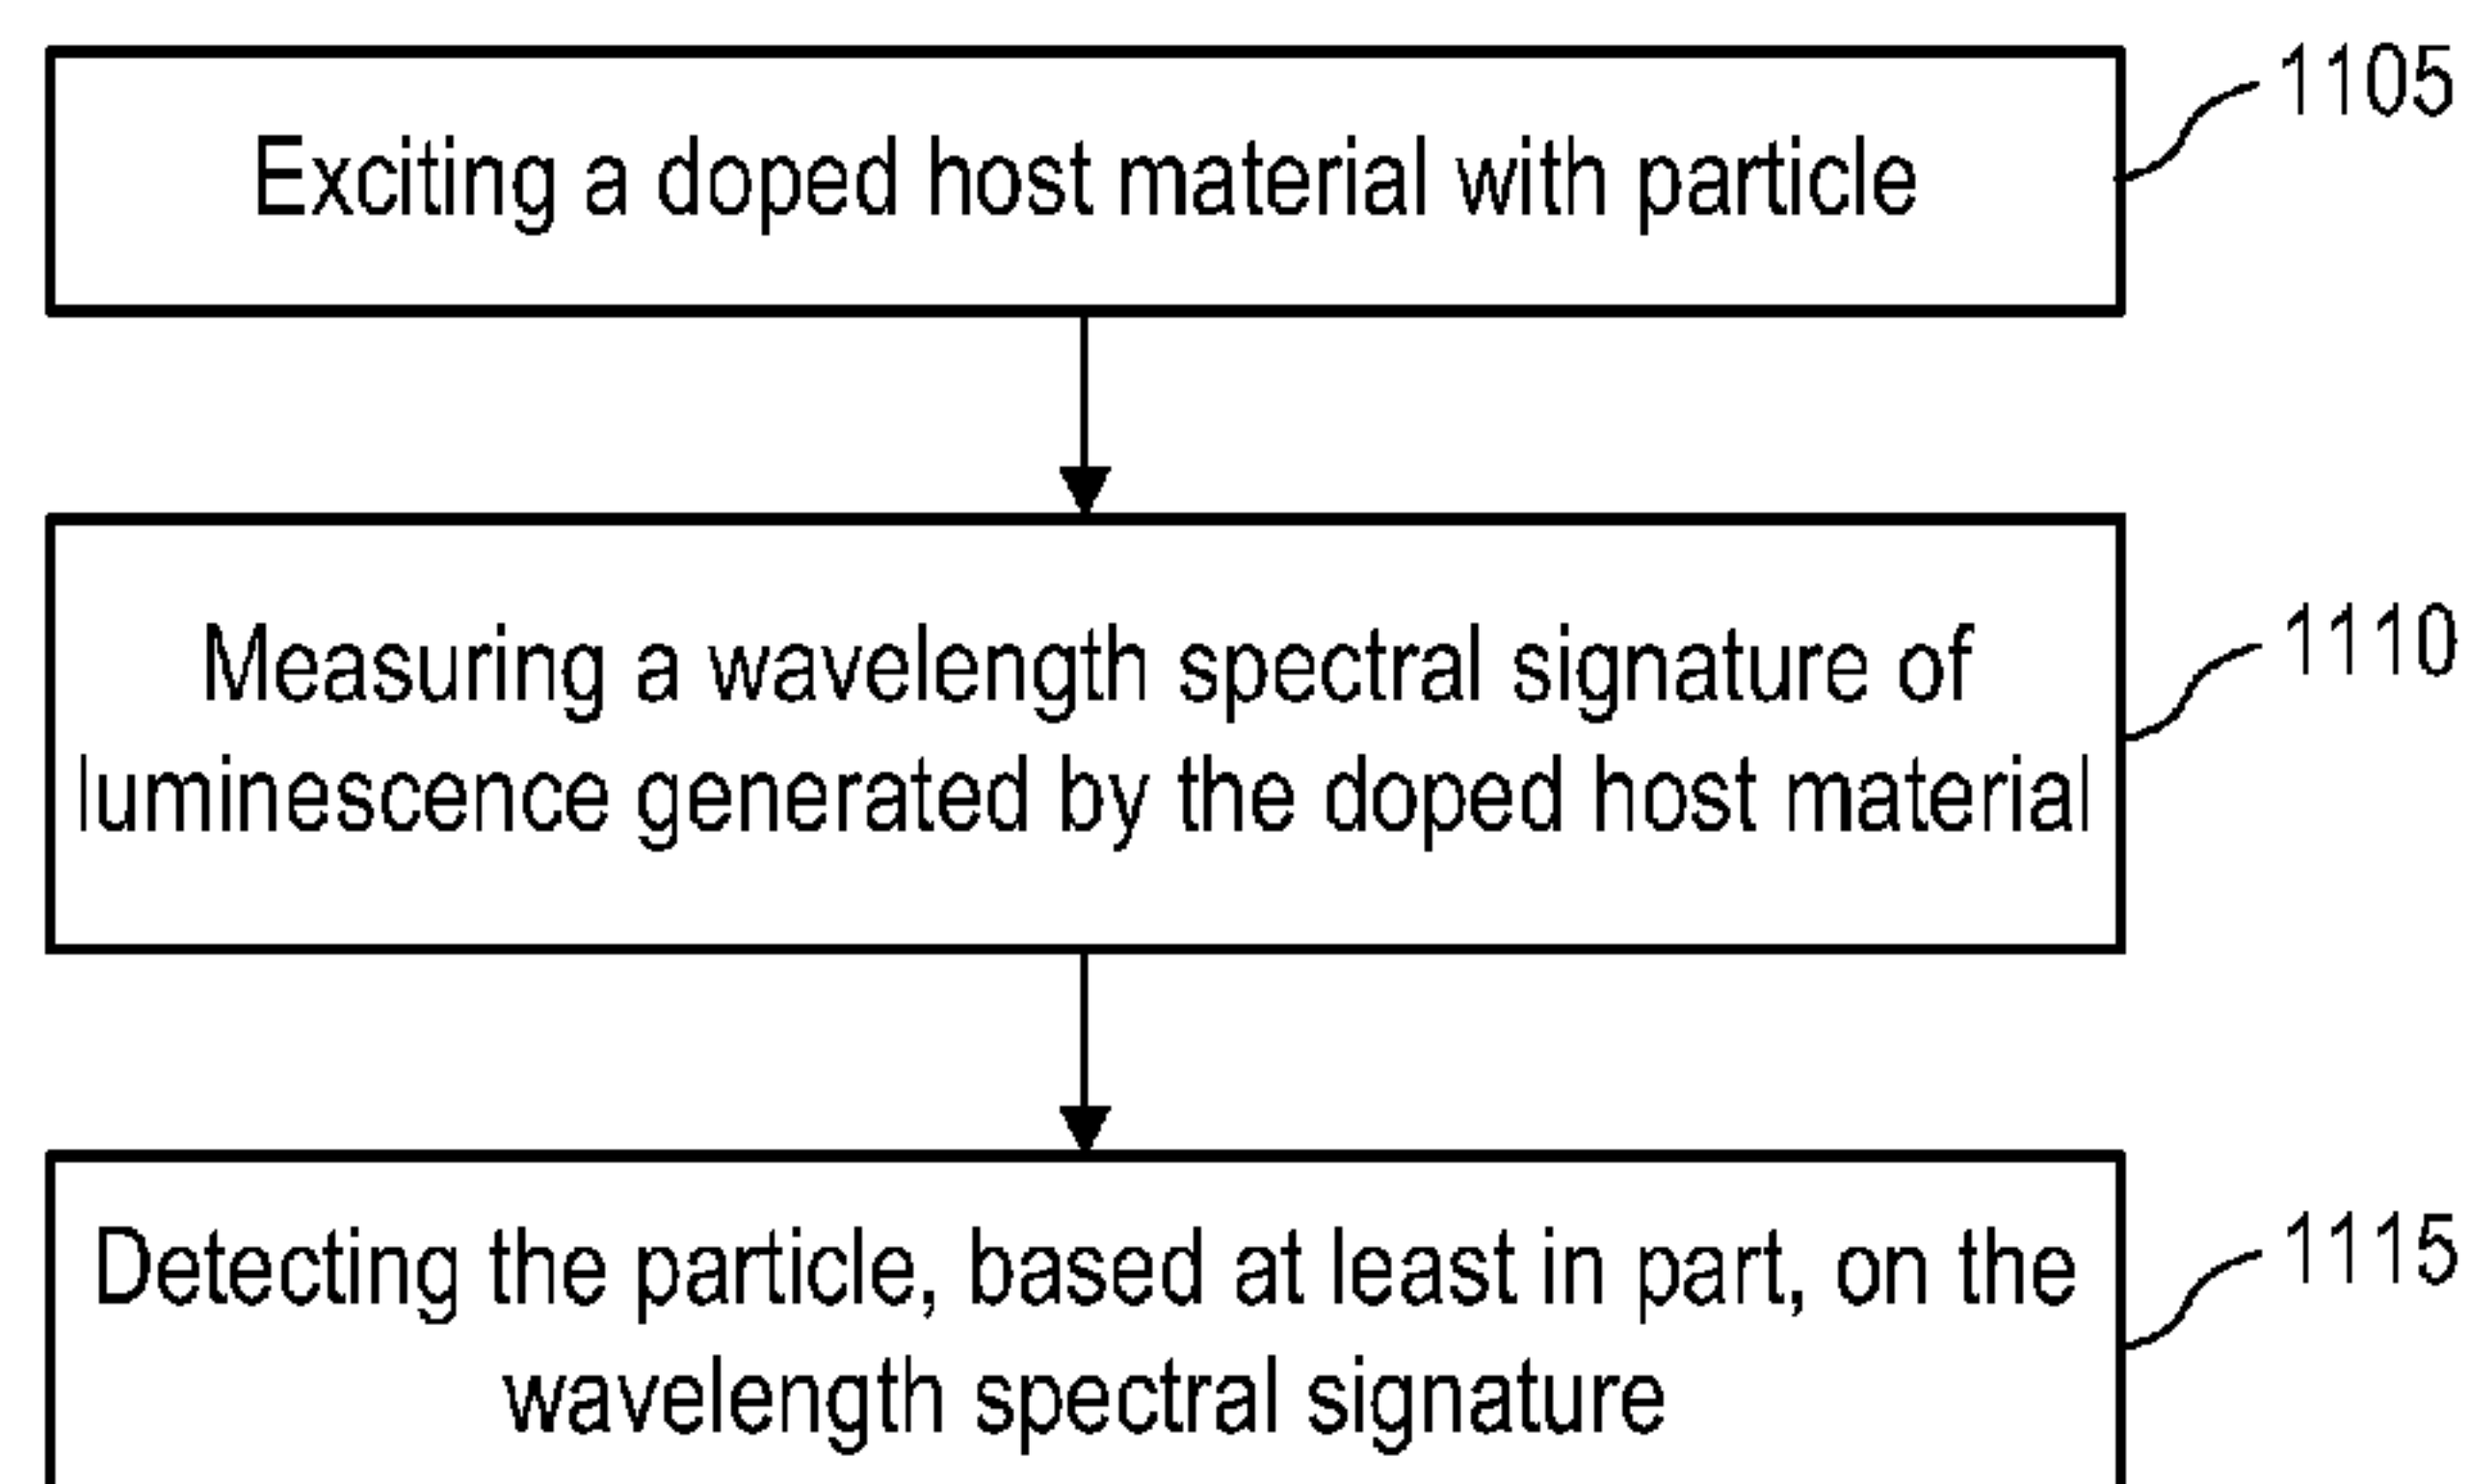 Exciting a doped host material with particle
1105
Measuring a wavelength spectral signature of
luminescence generated by the doped host material
1110
Detecting the particle, based at least in part, on the
wavelength spectral signature
1115